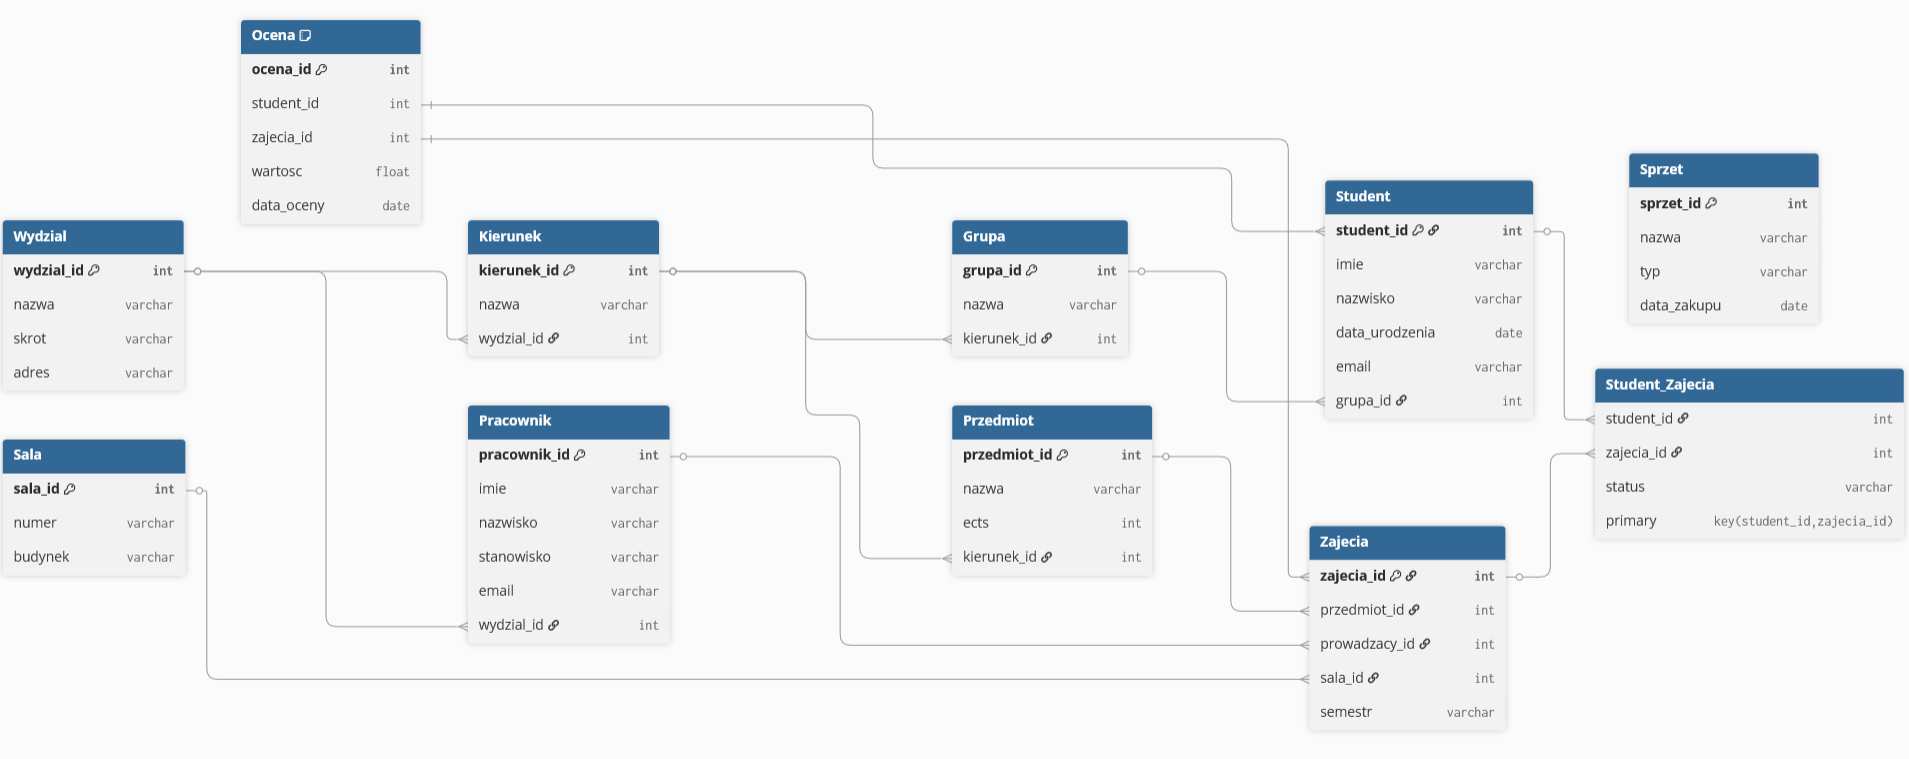 Ocena
ocena_id int
student_id int
zajecia_id int
wartosc float
data_oceny date
Wydzial
wydzial_id int
nazwa varchar
skrot varchar
adres varchar
Sala
sala_id int
numer varchar
budynek varchar
Kierunek
kierunek_id int
nazwa varchar
wydzial_id int
Pracownik
pracownik_id int
imie varchar
nazwisko varchar
stanowisko varchar
email varchar
wydzial_id int
Grupa
grupa_id int
nazwa varchar
kierunek_id int
Przedmiot
przedmiot_id int
nazwa varchar
ects int
kierunek_id int
Student
student_id int
imie varchar
nazwisko varchar
data_urodzenia date
email varchar
grupa_id int
Zajecia
zajecia_id int
przedmiot_id int
prowadzacy_id int
sala_id int
semestr varchar
Sprzet
sprzet_id int
nazwa varchar
typ varchar
data_zakupu date
Student_Zajecia
student_id int
zajecia_id int
status varchar
primary key(student_id,zajecia_id)